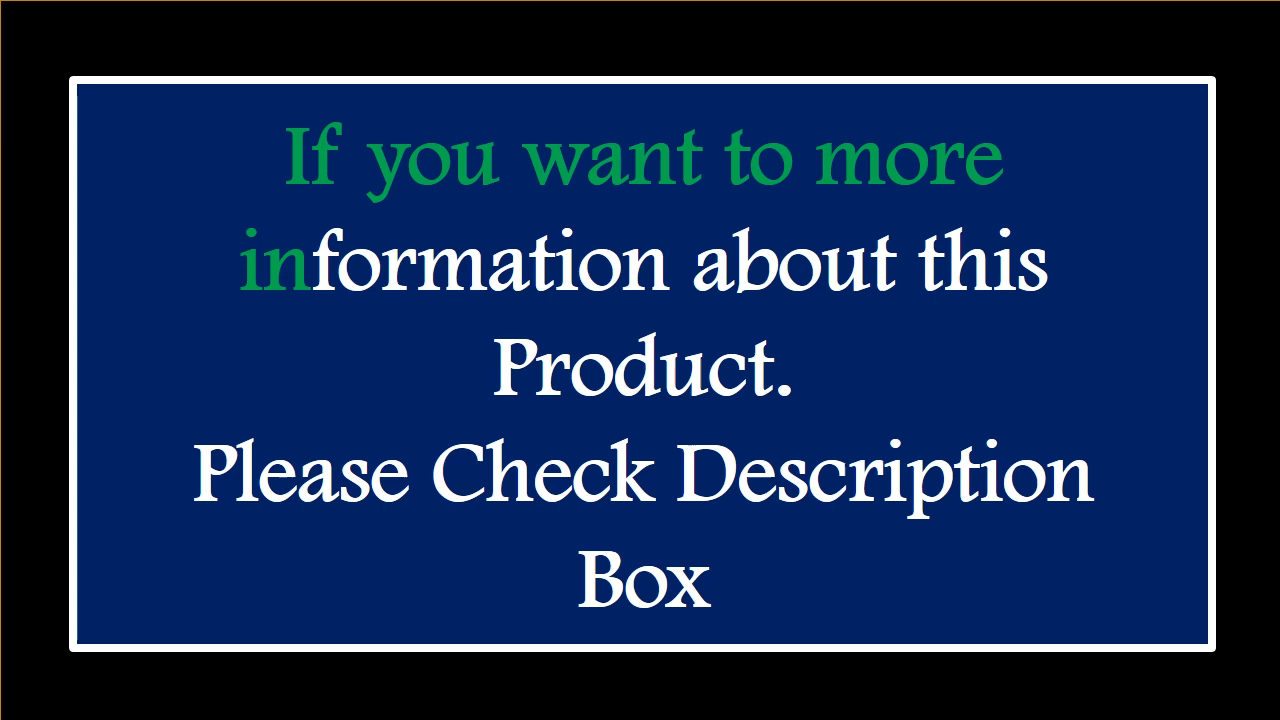 If you want to more
information about this
Product.
Please Check Description
Box